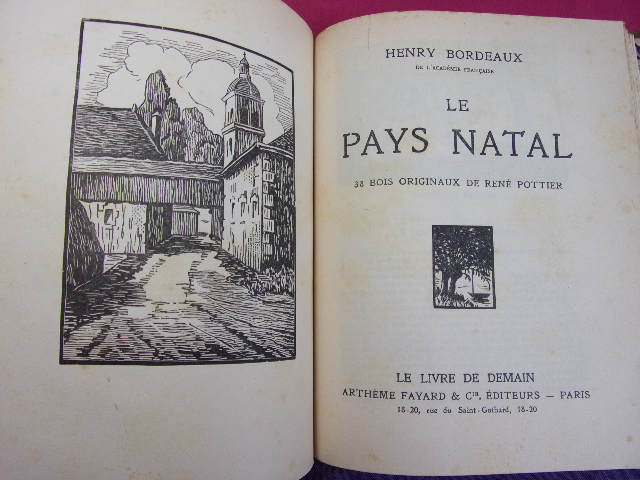 HENRY BORDEAUX
DE L'ACADÉMIE FRANÇAISE
LE
PAYS NATAL
38 BOIS ORIGINAUX DE RENÉ POTTIER
LE LIVRE DE DEMAIN
ARTHÈME FAYARD & Cie, ÉDITEURS — PARIS
18-20, rue du Saint-Gothard, 18-20